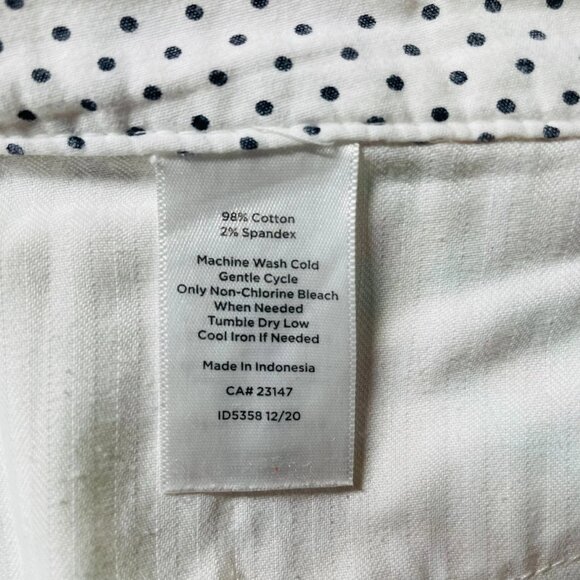 98% Cotton
2% Spandex
Machine Wash Cold
Gentle Cycle
Only Non-Chlorine Bleach
When Needed
Tumble Dry Low
Cool Iron If Needed
Made In Indonesia
CA# 23147
ID5358 12/20